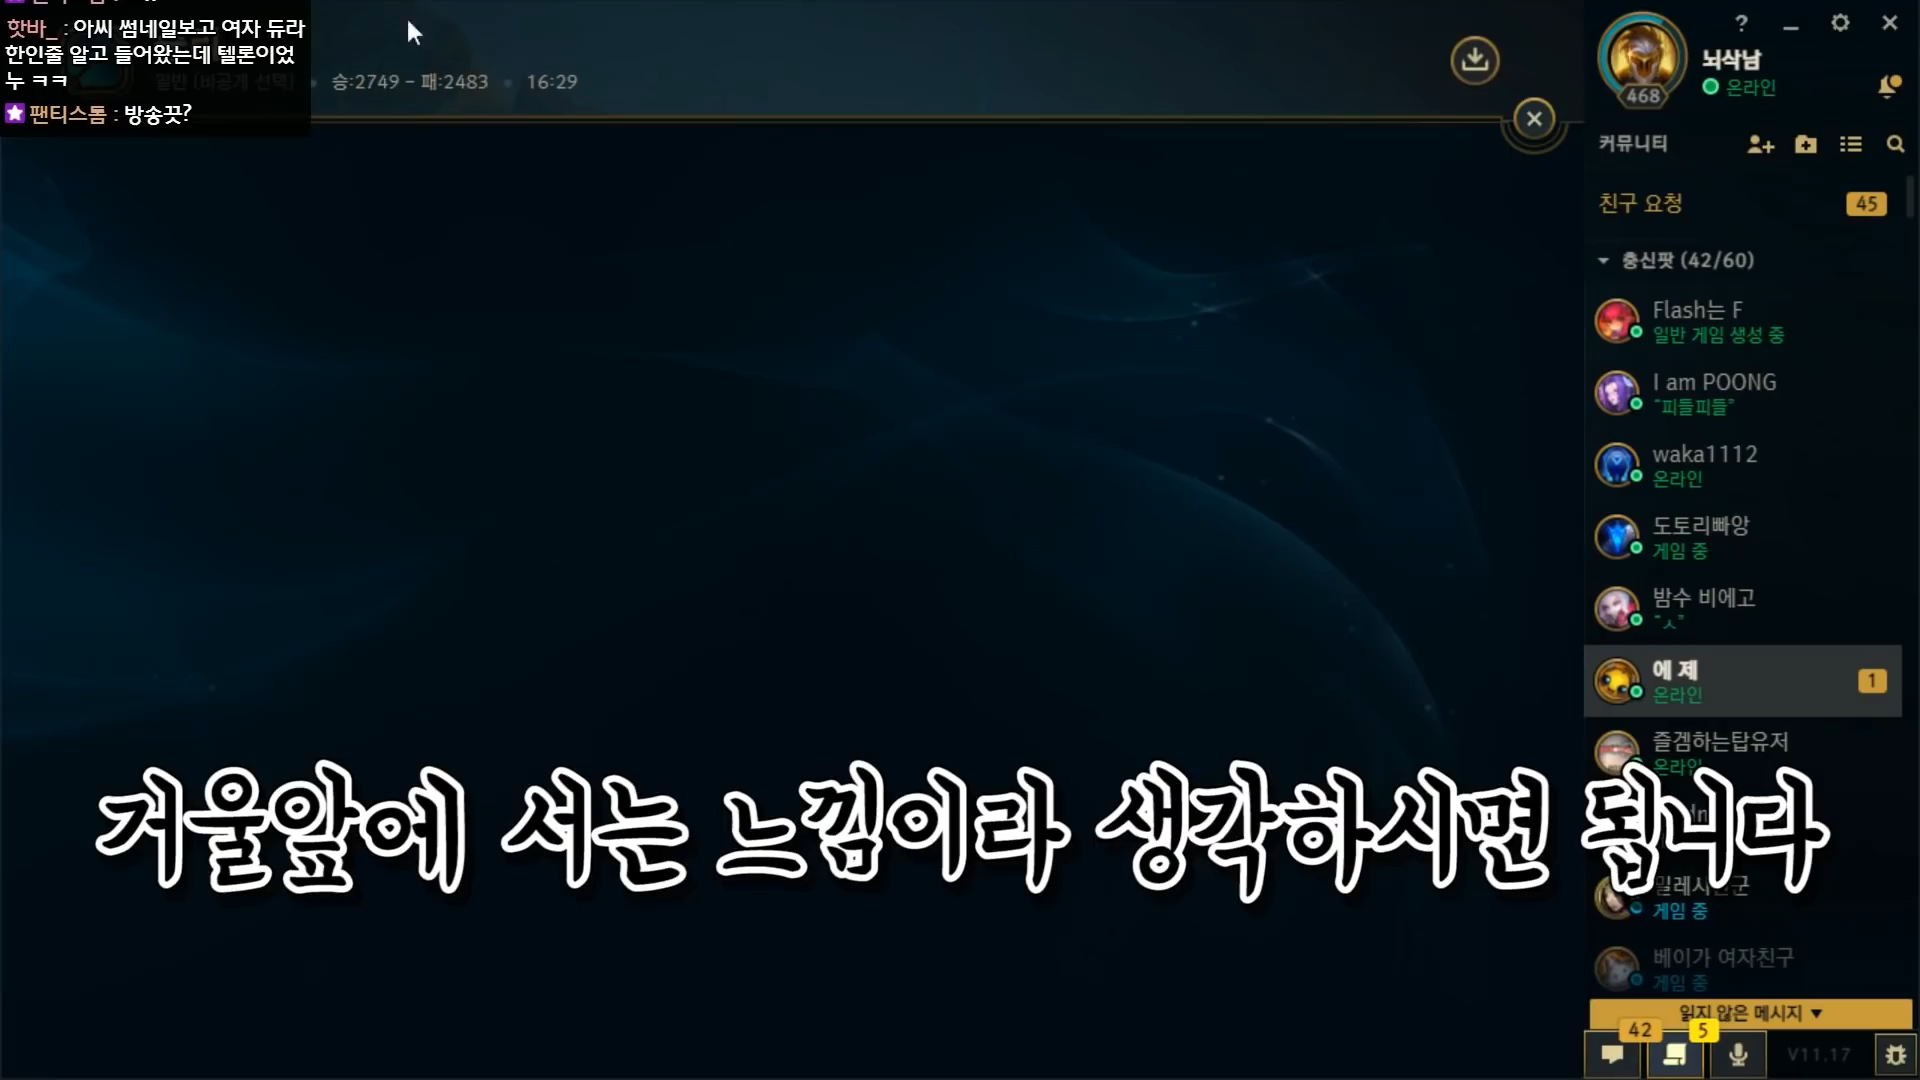 핫바_ : 아씨 썸네일보고 여자 듀라
한인줄 알고 들어왔는데 텔론이었
누 ㅋㅋ
팬티스톰 : 방송끗?
일반 (비공개 선택) • 승:2749 - 패:2483 • 16:29
468
뇌삭남
온라인
커뮤니티
친구 요청 45
충신팟 (42/60)
Flash는 F
일반 게임 생성 중
I am POONG
"피들피들"
waka1112
온라인
도토리빠앙
게임 중
밤수 비에고
"ㅅ"
에 제 1
온라인
즐겜하는탑유저
온라인
거울앞에 서는 느낌이라 생각하시면 됩니다
게임 중
베이가 여자친구
게임 중
읽지 않은 메시지 ▼
42 5
V11.17